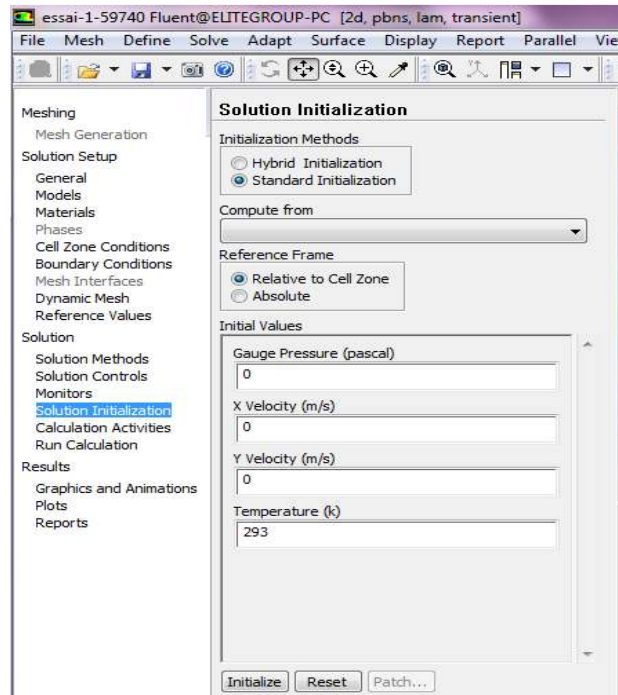 essai-1-59740 Fluent@ELITEGROUP-PC [2d, pbns, lam, transient]
File Mesh Define Solve Adapt Surface Display Report Parallel Vie
Meshing
Mesh Generation
Solution Setup
General
Models
Materials
Phases
Cell Zone Conditions
Boundary Conditions
Mesh Interfaces
Dynamic Mesh
Reference Values
Solution
Solution Methods
Solution Controls
Monitors
Solution Initialization
Calculation Activities
Run Calculation
Results
Graphics and Animations
Plots
Reports
Solution Initialization
Initialization Methods
Hybrid Initialization
Standard Initialization
Compute from
Reference Frame
Relative to Cell Zone
Absolute
Initial Values
Gauge Pressure (pascal)
0
X Velocity (m/s)
0
Y Velocity (m/s)
0
Temperature (k)
293
Initialize Reset Patch...